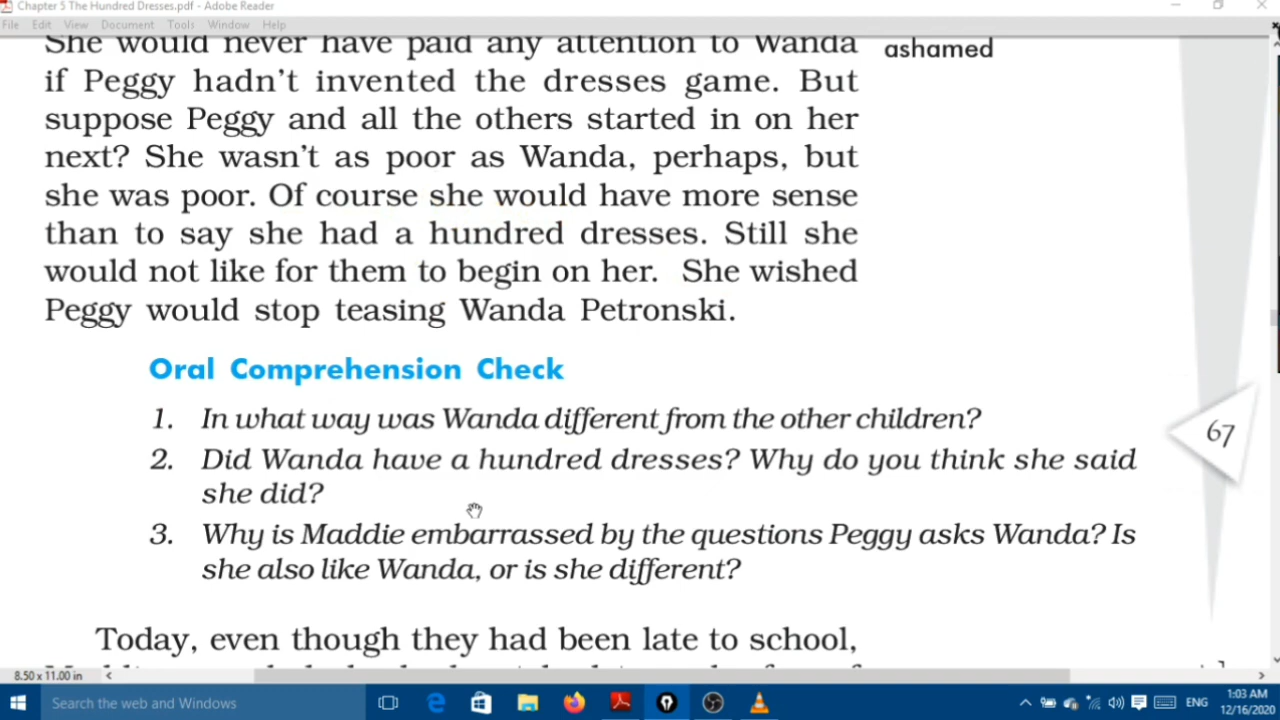 Chapter 5 The Hundred Dresses.pdf - Adobe Reader
File Edit View Document Tools Window Help
She would never have paid any attention to Wanda
ashamed
if Peggy hadn't invented the dresses game. But
suppose Peggy and all the others started in on her
next? She wasn't as poor as Wanda, perhaps, but
she was poor. Of course she would have more sense
than to say she had a hundred dresses. Still she
would not like for them to begin on her. She wished
Peggy would stop teasing Wanda Petronski.
Oral Comprehension Check
1. In what way was Wanda different from the other children?
67
2. Did Wanda have a hundred dresses? Why do you think she said
she did?
3. Why is Maddie embarrassed by the questions Peggy asks Wanda? Is
she also like Wanda, or is she different?
Today, even though they had been late to school,
8.50 x 11.00 in
Search the web and Windows
ENG
1:03 AM
12/16/2020